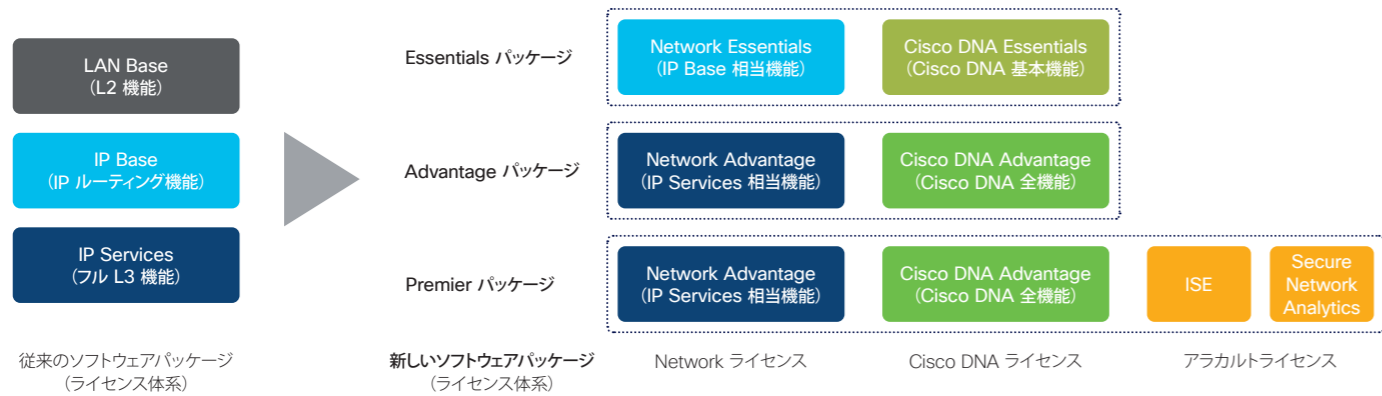 LAN Base
(L2 機能)
IP Base
(IP ルーティング機能)
IP Services
(フル L3 機能)
従来のソフトウェアパッケージ
(ライセンス体系)
Essentials パッケージ
Network Essentials
(IP Base 相当機能)
Cisco DNA Essentials
(Cisco DNA 基本機能)
Advantage パッケージ
Network Advantage
(IP Services 相当機能)
Cisco DNA Advantage
(Cisco DNA 全機能)
Premier パッケージ
Network Advantage
(IP Services 相当機能)
Cisco DNA Advantage
(Cisco DNA 全機能)
ISE
Secure
Network
Analytics
新しいソフトウェアパッケージ
(ライセンス体系)
Network ライセンス
Cisco DNA ライセンス
アラカルトライセンス